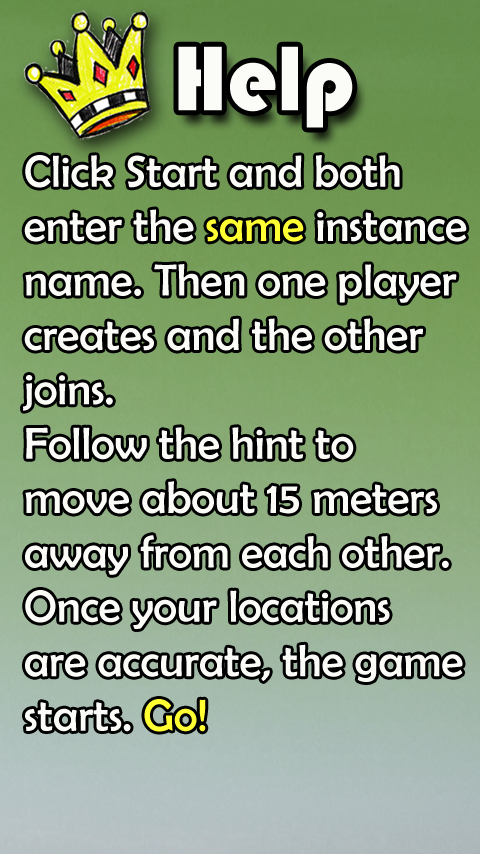 Help
Click Start and both
enter the same instance
name. Then one player
creates and the other
joins.
Follow the hint to
move about 15 meters
away from each other.
Once your locations
are accurate, the game
starts. Go!